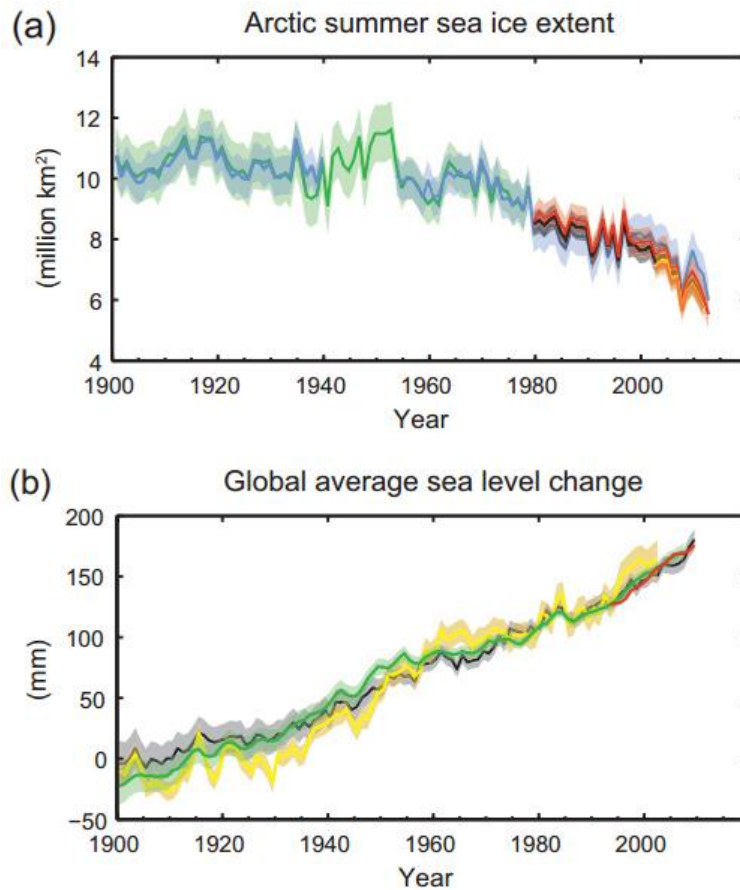 (a) Arctic summer sea ice extent
14
12
10
8
6
4
(million km²)
1900 1920 1940 1960 1980 2000
Year
(b) Global average sea level change
200
150
100
50
0
−50
(mm)
1900 1920 1940 1960 1980 2000
Year